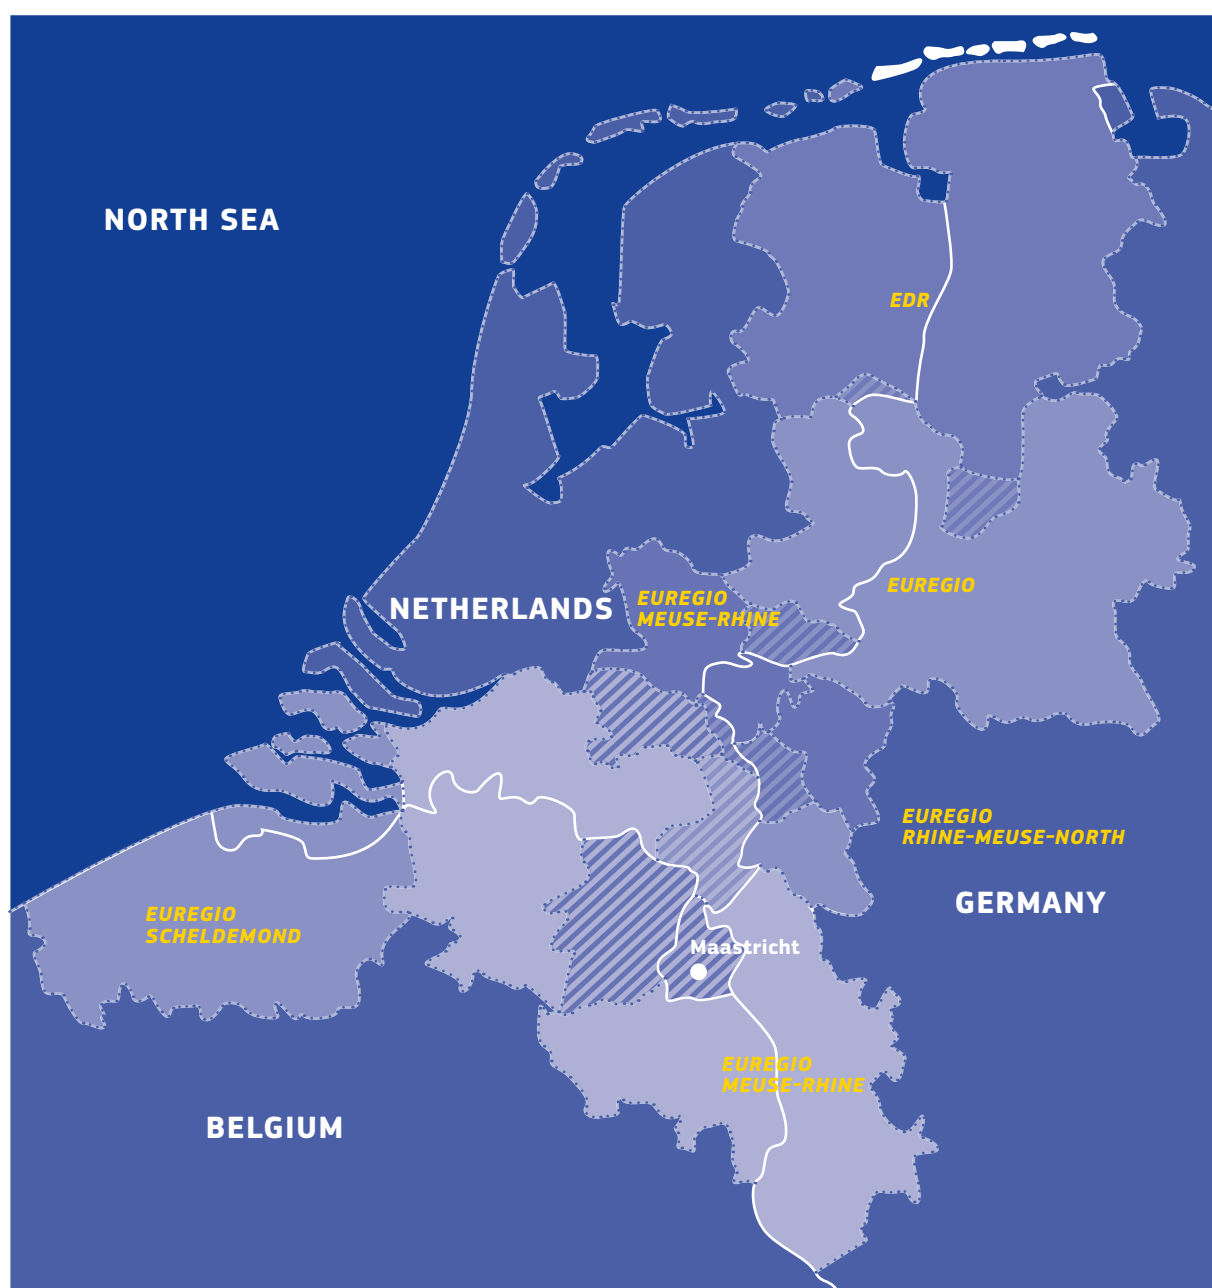 NORTH SEA
EDR
EUREGIO
NETHERLANDS
EUREGIO
MEUSE-RHINE
EUREGIO
RHINE-MEUSE-NORTH
GERMANY
EUREGIO
SCHELDEMOND
Maastricht
EUREGIO
MEUSE-RHINE
BELGIUM